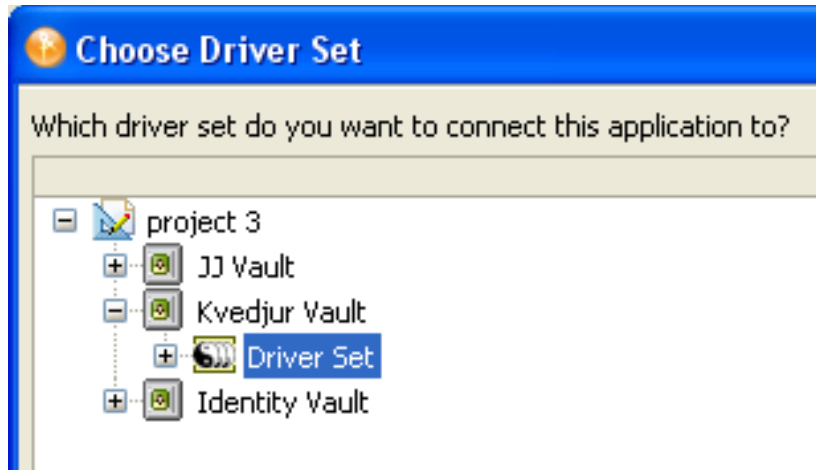 Choose Driver Set
Which driver set do you want to connect this application to?
project 3
JJ Vault
Kvedjur Vault
Driver Set
Identity Vault